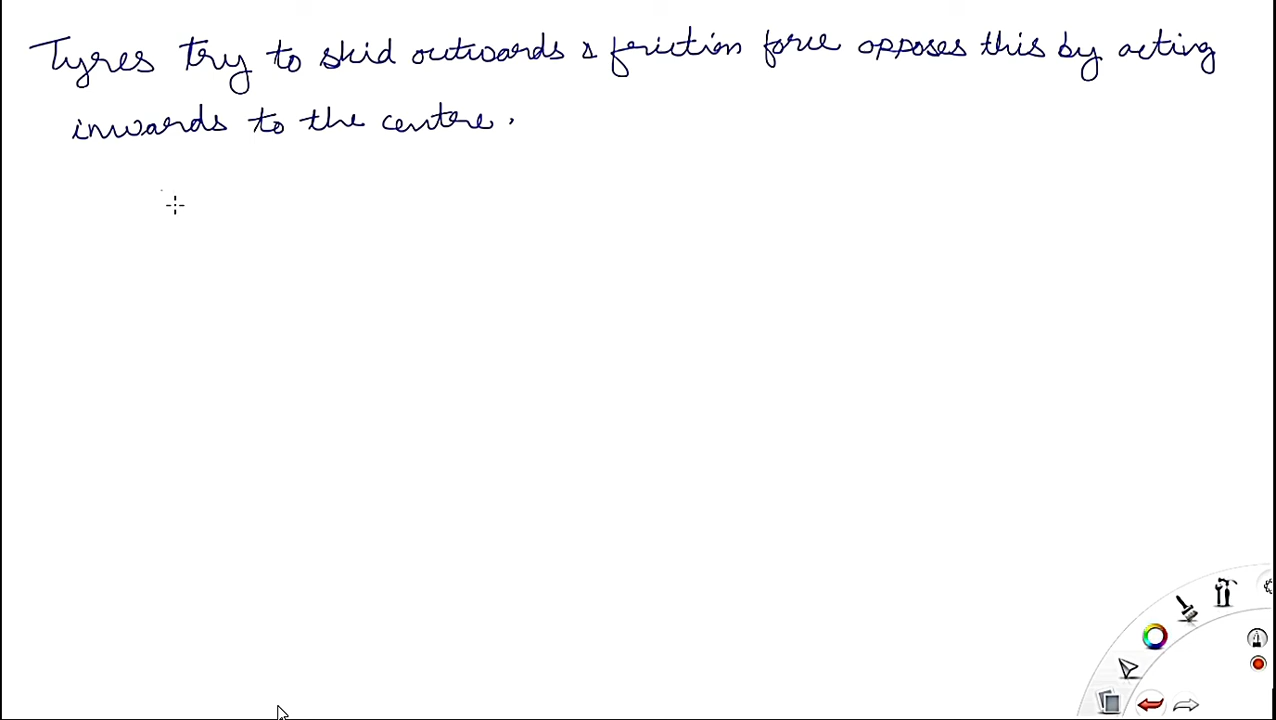 Tyres try to skid outwards & friction force opposes this by acting
inwards to the centre.